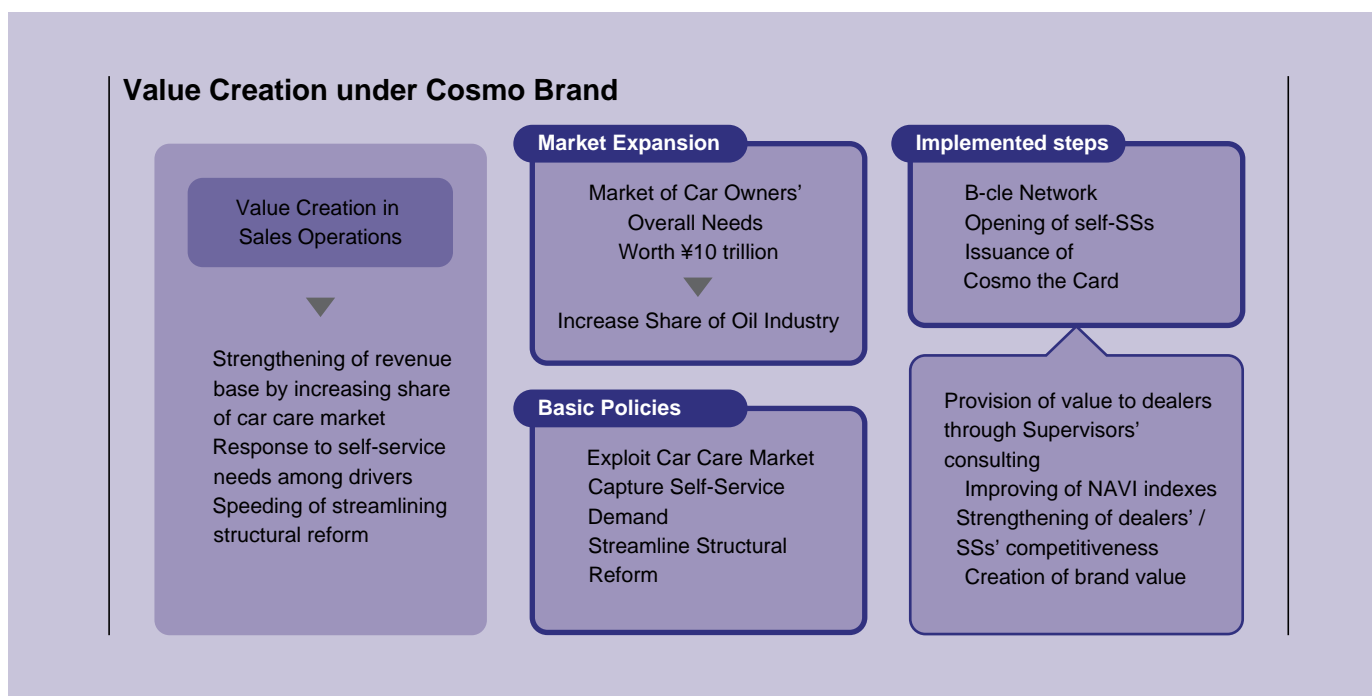 Value Creation under Cosmo Brand
Value Creation in
Sales Operations
Strengthening of revenue
base by increasing share
of car care market
Response to self-service
needs among drivers
Speeding of streamlining
structural reform
Market Expansion
Market of Car Owners’
Overall Needs
Worth ¥10 trillion
Increase Share of Oil Industry
Basic Policies
Exploit Car Care Market
Capture Self-Service
Demand
Streamline Structural
Reform
Implemented steps
B-cle Network
Opening of self-SSs
Issuance of
Cosmo the Card
Provision of value to dealers
through Supervisors’
consulting
Improving of NAVI indexes
Strengthening of dealers’ /
SSs’ competitiveness
Creation of brand value